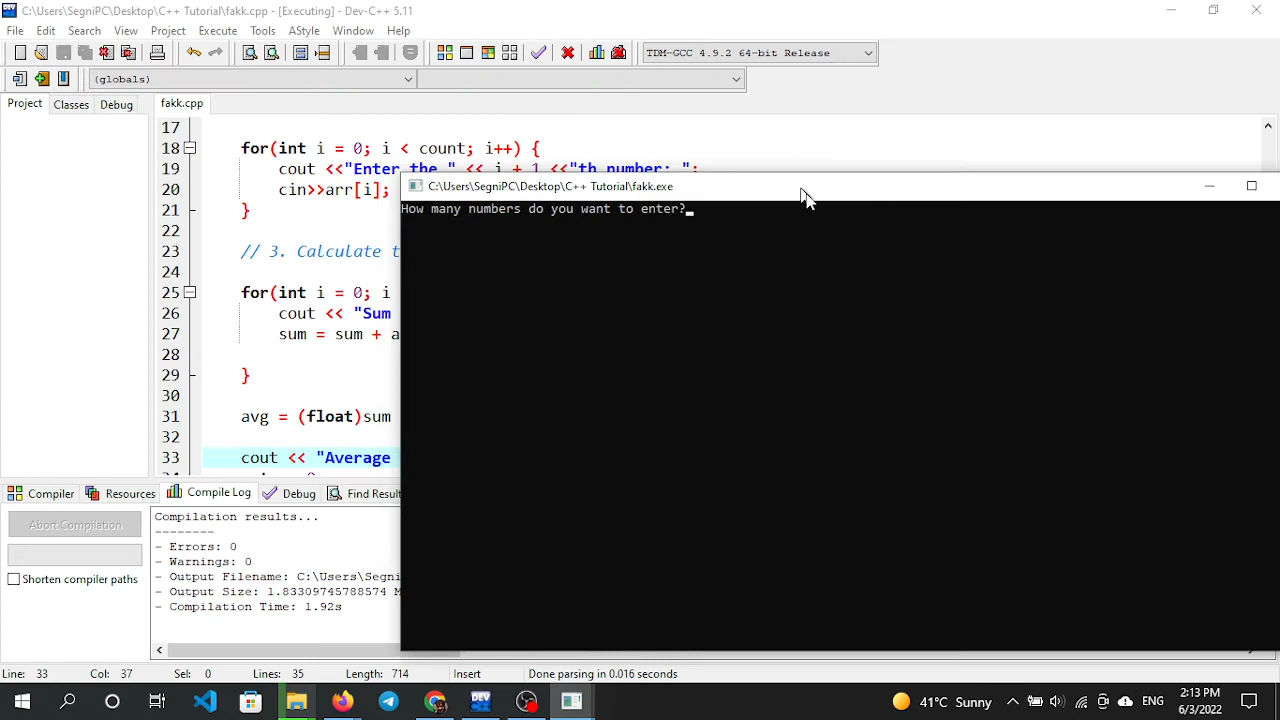 C:\Users\SegniPC\Desktop\C++ Tutorial\fakk.cpp - [Executing] - Dev-C++ 5.11
File Edit Search View Project Execute Tools AStyle Window Help
TDM-GCC 4.9.2 64-bit Release
(globals)
Project Classes Debug fakk.cpp
17
18 for(int i = 0; i < count; i++) {
19 cout <<"Enter the " << i + 1 <<"th number: ";
20 cin>>arr[i];
C:\Users\SegniPC\Desktop\C++ Tutorial\fakk.exe
How many numbers do you want to enter?
21 }
22
23 // 3. Calculate t
24
25 for(int i = 0; i
26 cout << "Sum
27 sum = sum + a
28
29 }
30
31 avg = (float)sum
32
33 cout << "Average
Compiler Resources Compile Log Debug Find Result
Abort Compilation
Shorten compiler paths
Compilation results...
--------
- Errors: 0
- Warnings: 0
- Output Filename: C:\Users\Segni
- Output Size: 1.83309745788574 M
- Compilation Time: 1.92s
Line: 33 Col: 37 Sel: 0 Lines: 35 Length: 714 Insert Done parsing in 0.016 seconds
41°C Sunny ENG 2:13 PM
6/3/2022